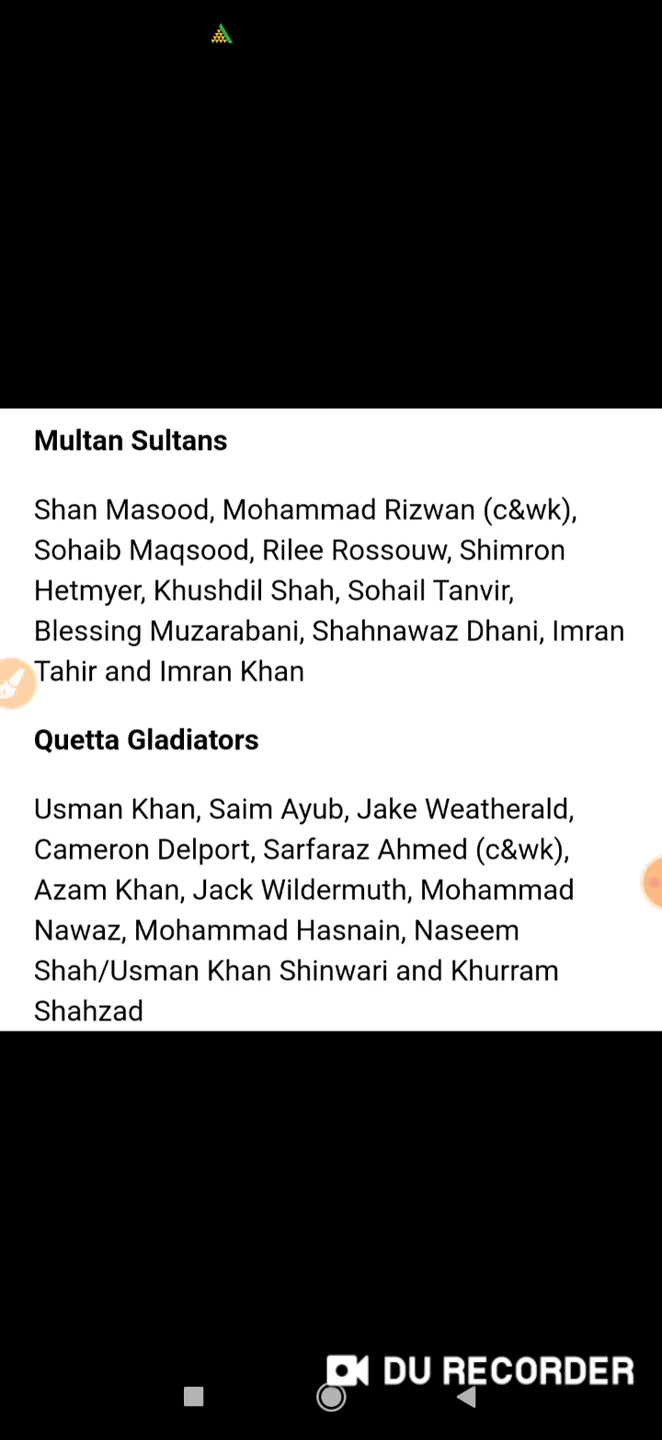 Multan Sultans
Shan Masood, Mohammad Rizwan (c&wk),
Sohaib Maqsood, Rilee Rossouw, Shimron
Hetmyer, Khushdil Shah, Sohail Tanvir,
Blessing Muzarabani, Shahnawaz Dhani, Imran
Tahir and Imran Khan
Quetta Gladiators
Usman Khan, Saim Ayub, Jake Weatherald,
Cameron Delport, Sarfaraz Ahmed (c&wk),
Azam Khan, Jack Wildermuth, Mohammad
Nawaz, Mohammad Hasnain, Naseem
Shah/Usman Khan Shinwari and Khurram
Shahzad
DU RECORDER